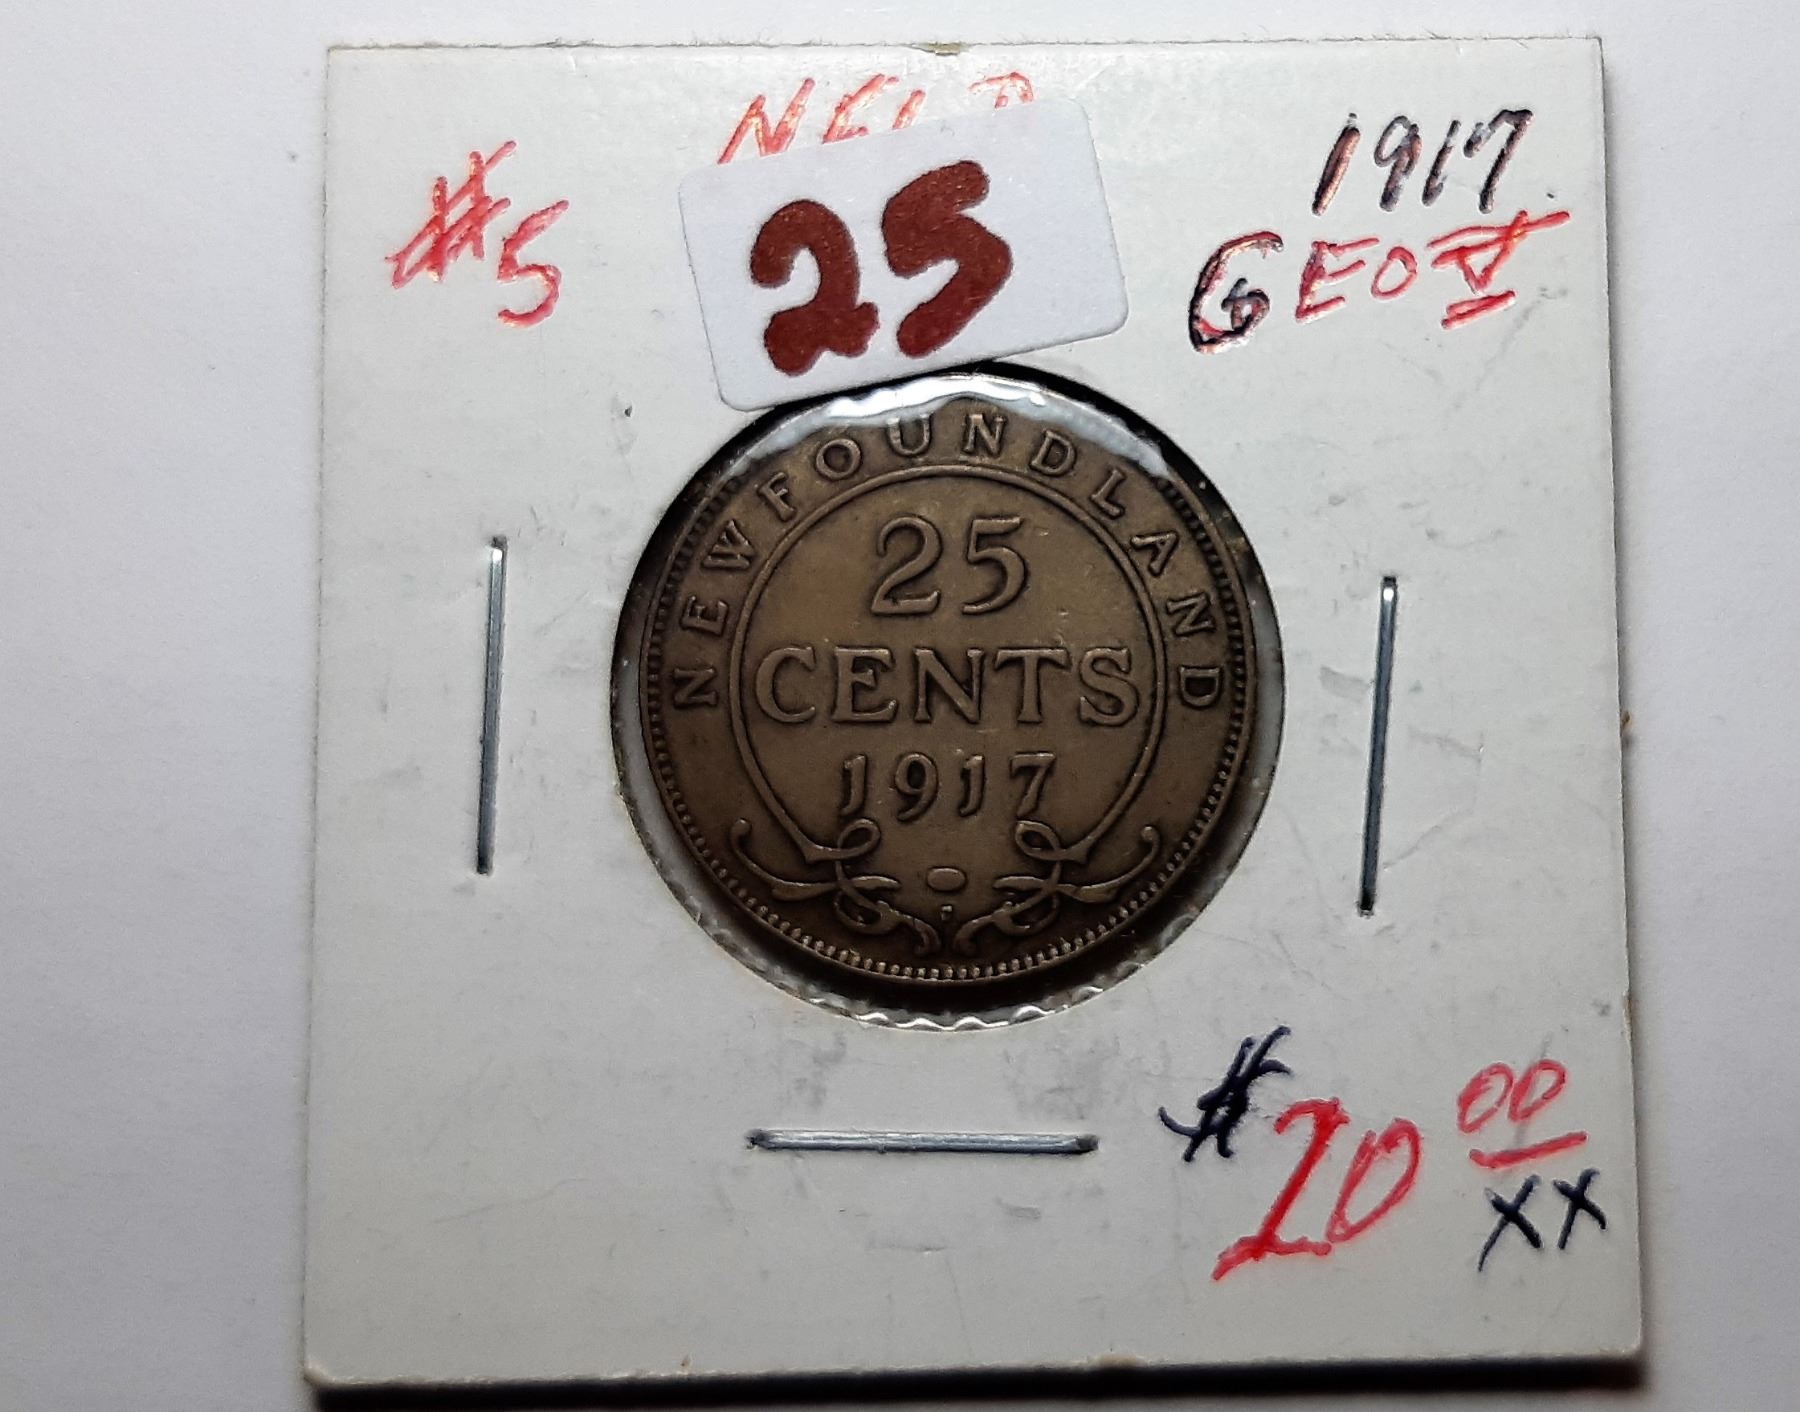 #5
25
1917
GEO V
NEWFOUNDLAND
25
CENTS
1917
$20 00
XX